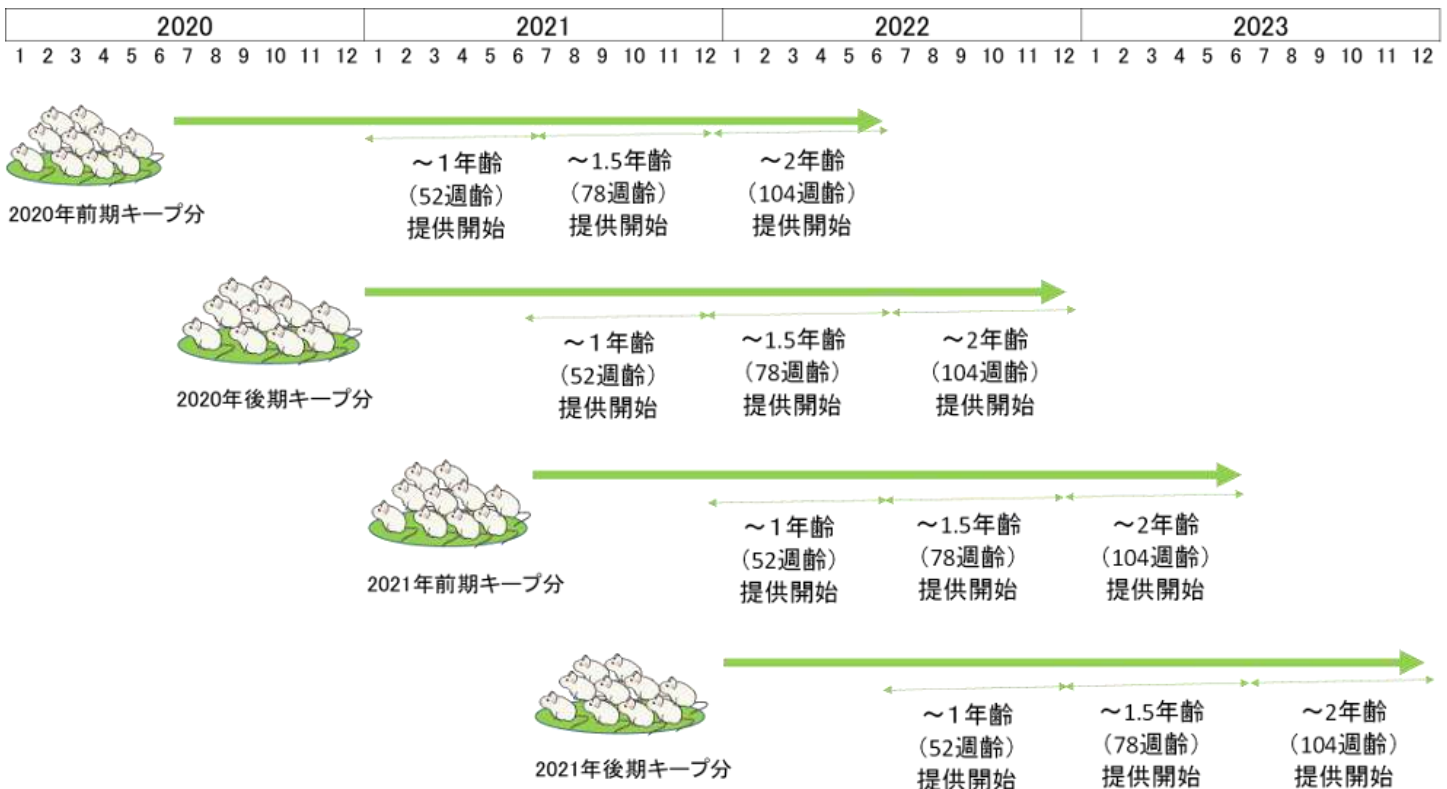 2020 2021 2022 2023
1 2 3 4 5 6 7 8 9 10 11 12 1 2 3 4 5 6 7 8 9 10 11 12 1 2 3 4 5 6 7 8 9 10 11 12 1 2 3 4 5 6 7 8 9 10 11 12
2020年前期キープ分
～１年齢
（52週齢）
提供開始
～1.5年齢
（78週齢）
提供開始
～2年齢
（104週齢）
提供開始
2020年後期キープ分
～１年齢
（52週齢）
提供開始
～1.5年齢
（78週齢）
提供開始
～2年齢
（104週齢）
提供開始
2021年前期キープ分
～１年齢
（52週齢）
提供開始
～1.5年齢
（78週齢）
提供開始
～2年齢
（104週齢）
提供開始
2021年後期キープ分
～１年齢
（52週齢）
提供開始
～1.5年齢
（78週齢）
提供開始
～2年齢
（104週齢）
提供開始